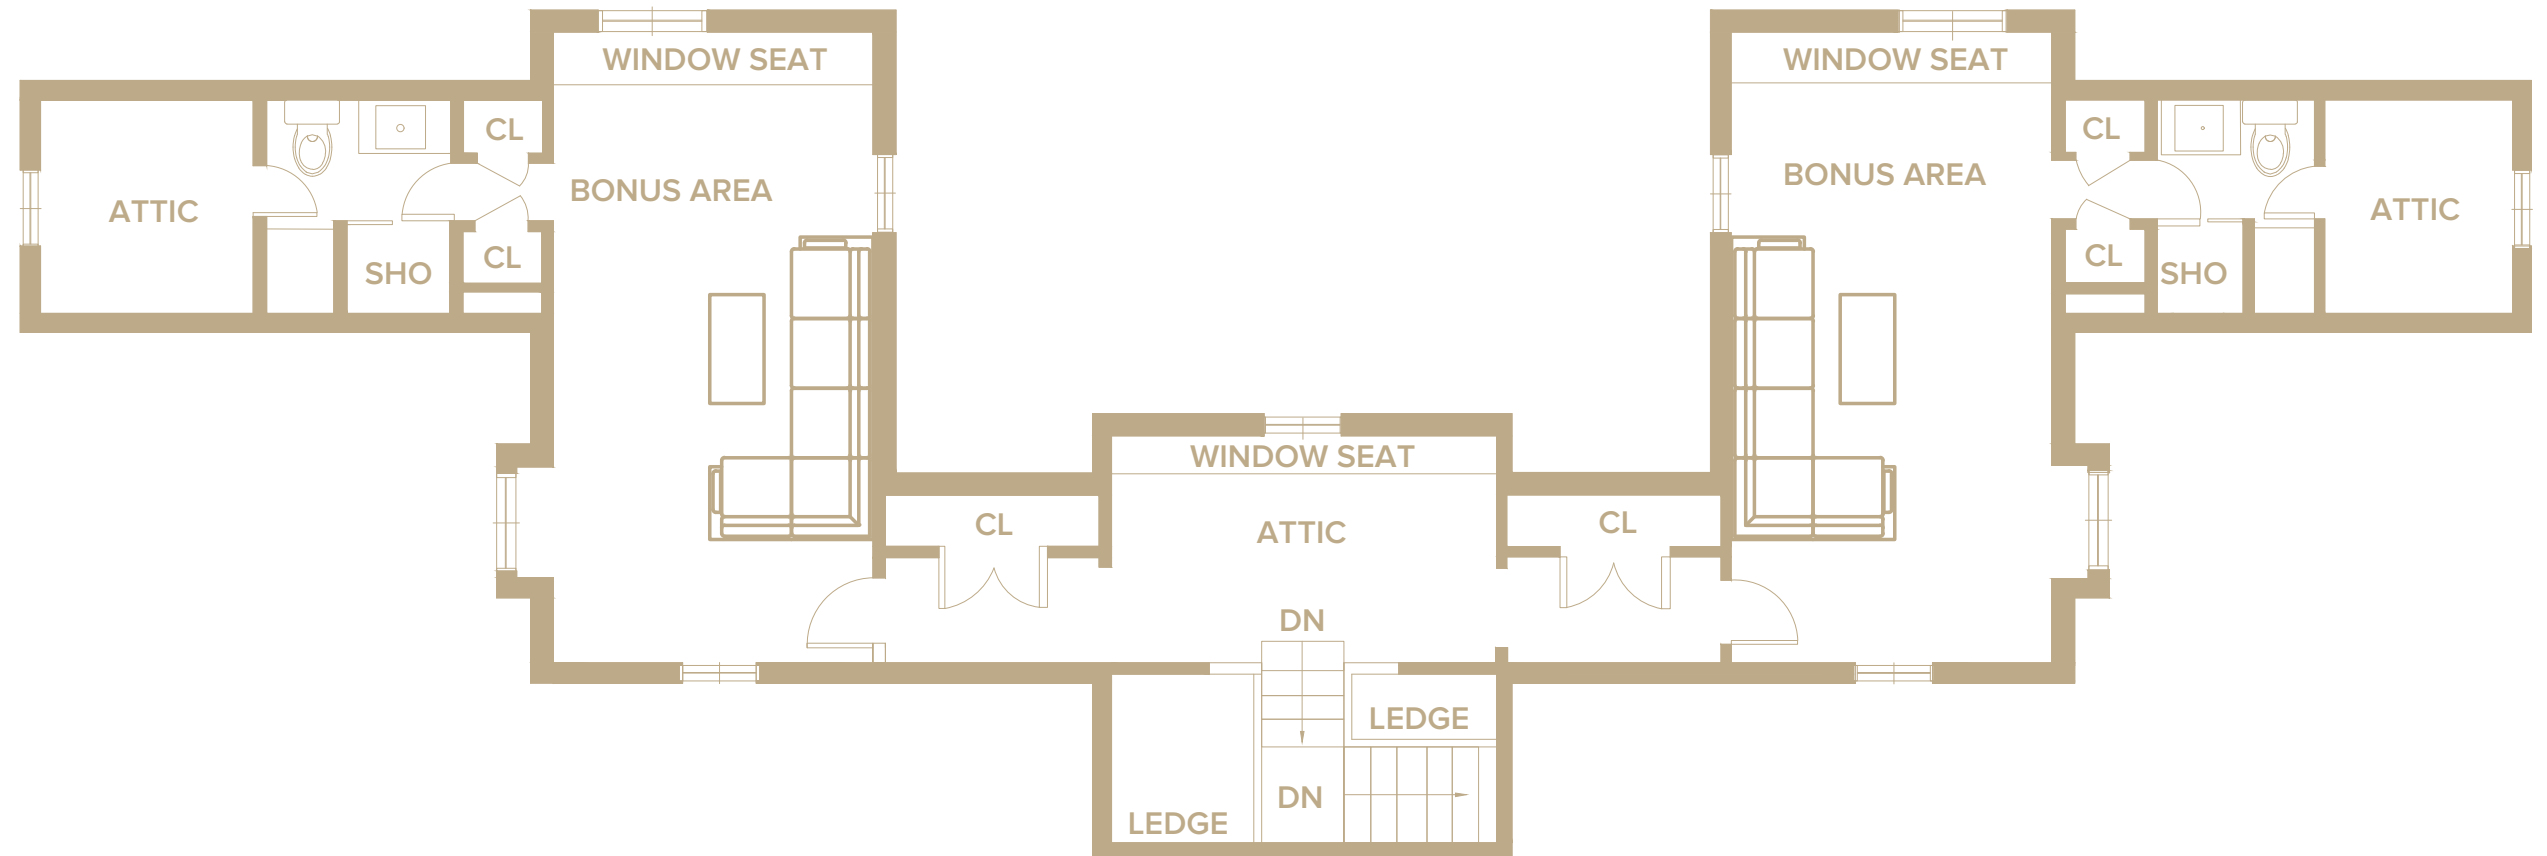 WINDOW SEAT
WINDOW SEAT
CL
CL
BONUS AREA
BONUS AREA
ATTIC
ATTIC
CL
CL
SHO
SHO
WINDOW SEAT
CL
ATTIC
CL
DN
LEDGE
DN
LEDGE